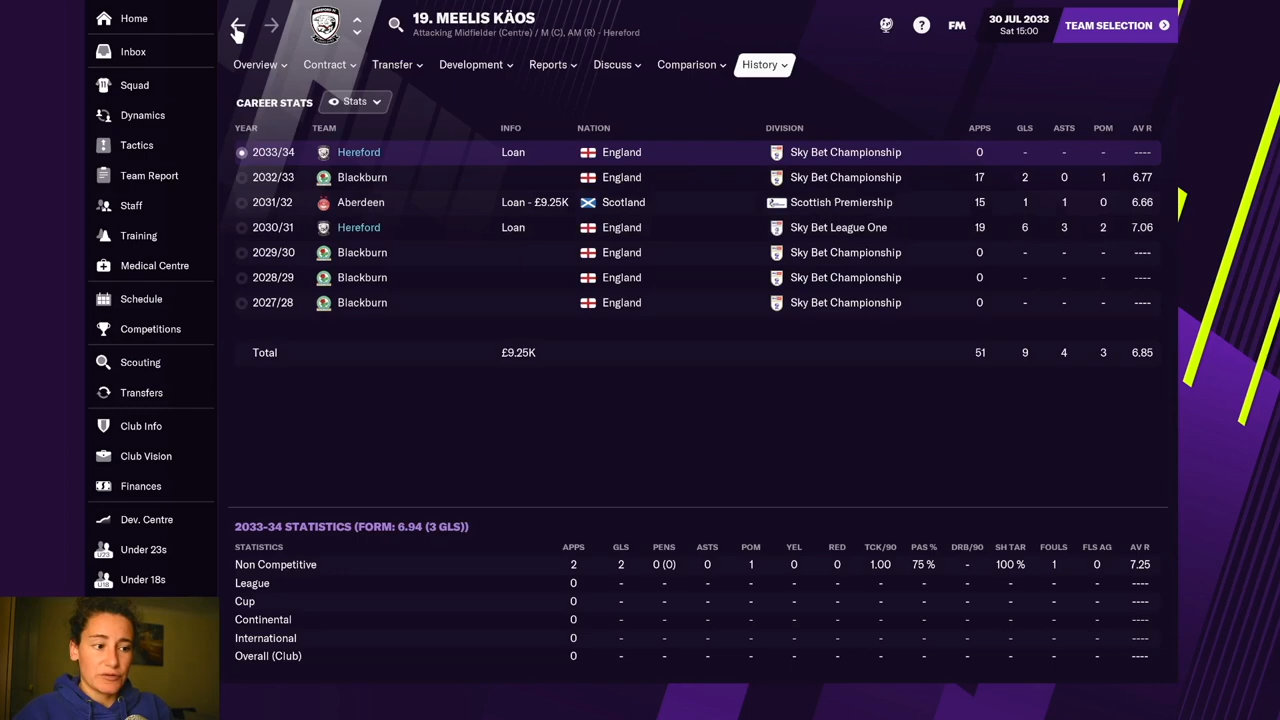 Home
Inbox
Squad
Dynamics
Tactics
Team Report
Staff
Training
Medical Centre
Schedule
Competitions
Scouting
Transfers
Club Info
Club Vision
Finances
Dev. Centre
Under 23s
Under 18s
19. MEELIS KÄOS
Attacking Midfielder (Centre) / M (C), AM (R) - Hereford
FM
30 JUL 2033
Sat 15:00
TEAM SELECTION
Overview Contract Transfer Development Reports Discuss Comparison History
CAREER STATS Stats
YEAR TEAM INFO NATION DIVISION APPS GLS ASTS POM AV R
2033/34 Hereford Loan England Sky Bet Championship 0 - - - ----
2032/33 Blackburn England Sky Bet Championship 17 2 0 1 6.77
2031/32 Aberdeen Loan - £9.25K Scotland Scottish Premiership 15 1 1 0 6.66
2030/31 Hereford Loan England Sky Bet League One 19 6 3 2 7.06
2029/30 Blackburn England Sky Bet Championship 0 - - - ----
2028/29 Blackburn England Sky Bet Championship 0 - - - ----
2027/28 Blackburn England Sky Bet Championship 0 - - - ----
Total £9.25K 51 9 4 3 6.85
2033-34 STATISTICS (FORM: 6.94 (3 GLS))
STATISTICS APPS GLS PENS ASTS POM YEL RED TCK/90 PAS % DRB/90 SH TAR FOULS FLS AG AV R
Non Competitive 2 2 0 (0) 0 1 0 0 1.00 75 % - 100 % 1 0 7.25
League 0 - - - - - - - - - - - - ----
Cup 0 - - - - - - - - - - - - ----
Continental 0 - - - - - - - - - - - - ----
International 0 - - - - - - - - - - - - ----
Overall (Club) 0 - - - - - - - - - - - - ----